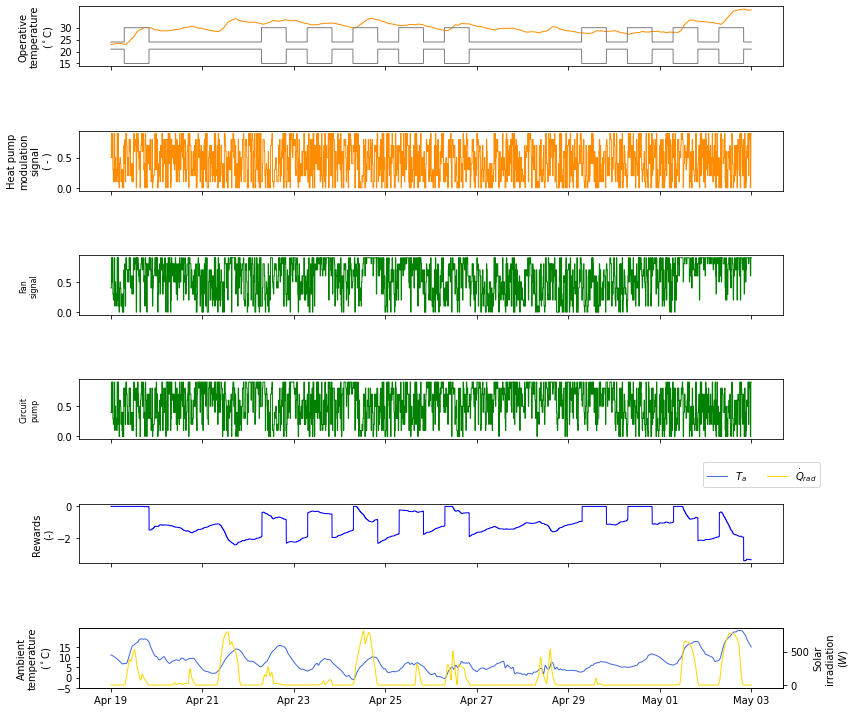 Operative
temperature
(°C)
30
25
20
15
Heat pump
modulation
signal
( - )
0.5
0.0
Fan
signal
0.5
0.0
Circuit
pump
0.5
0.0
Tₐ
Q̇rad
Rewards
(-)
0
−2
Ambient
temperature
(°C)
15
10
5
0
−5
Solar
irradiation
(W)
500
0
Apr 19
Apr 21
Apr 23
Apr 25
Apr 27
Apr 29
May 01
May 03